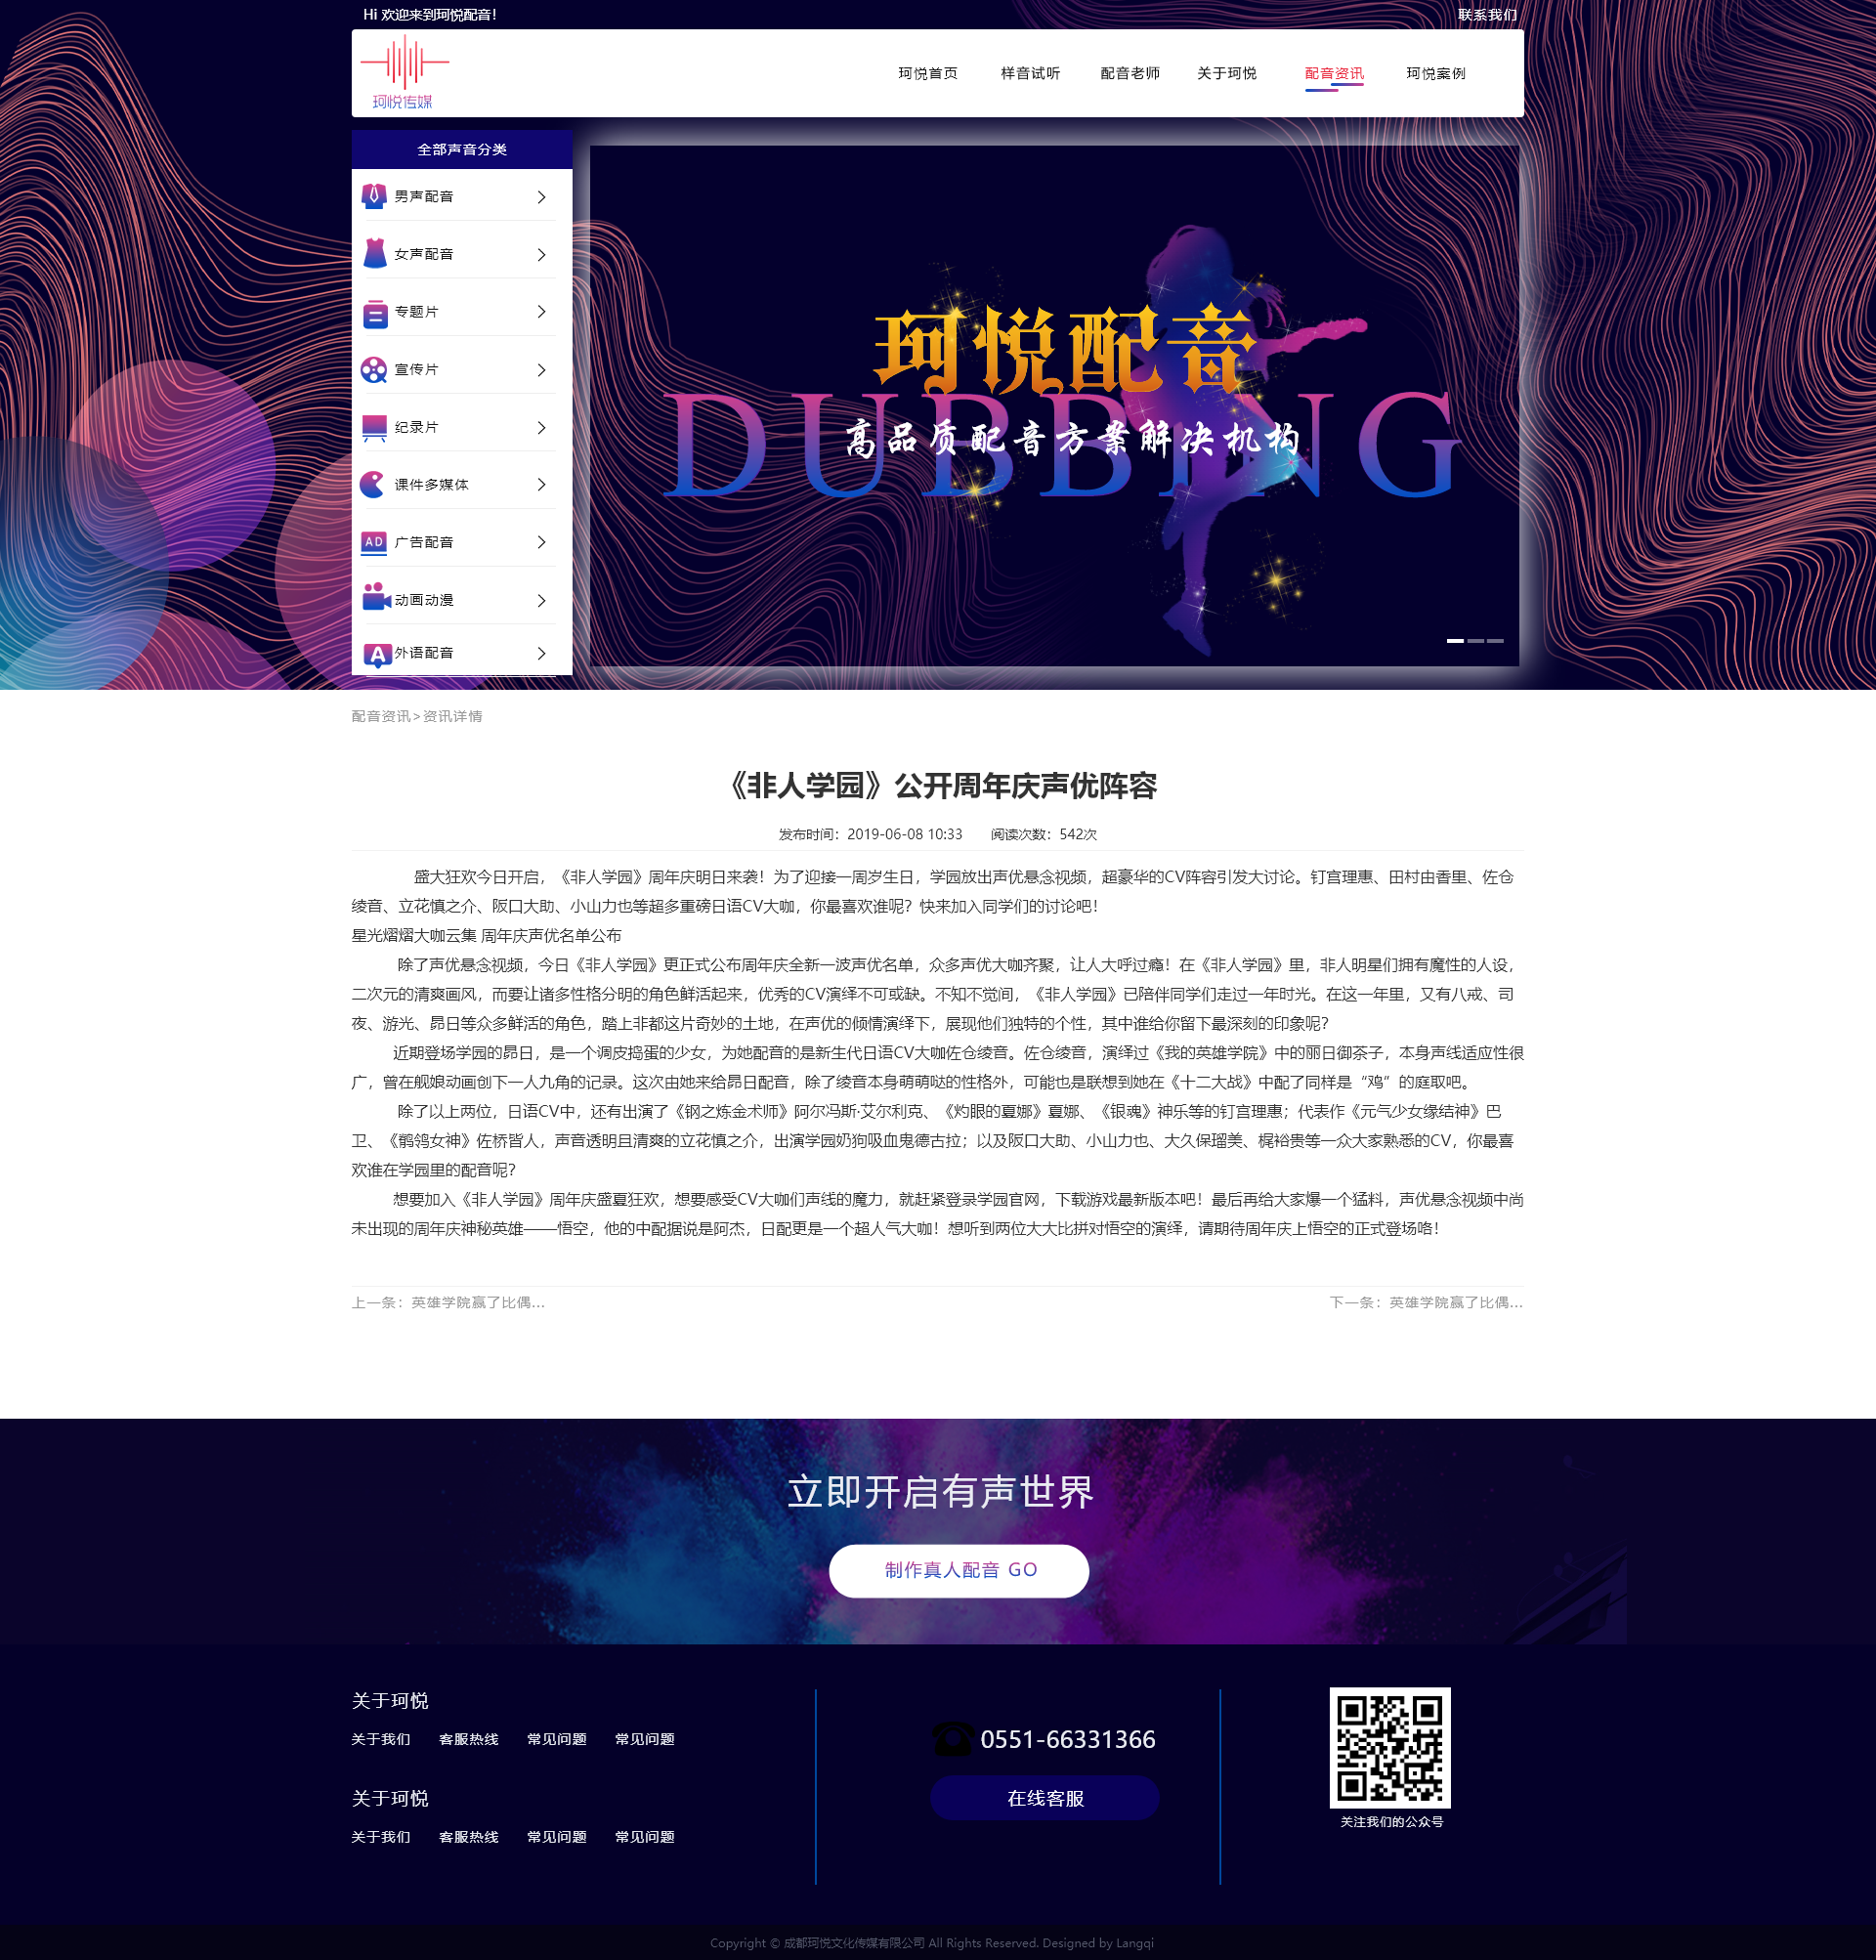 Hi 欢迎来到珂悦配音！
联系我们
珂悦传媒
珂悦首页
样音试听
配音老师
关于珂悦
配音资讯
珂悦案例
全部声音分类
男声配音
女声配音
专题片
宣传片
纪录片
课件多媒体
AD
广告配音
动画动漫
A
外语配音
珂悦配音
DUBBING
高品质配音方案解决机构
配音资讯>资讯详情
《非人学园》公开周年庆声优阵容
发布时间：2019-06-08 10:33 阅读次数：542次
盛大狂欢今日开启，《非人学园》周年庆明日来袭！为了迎接一周岁生日，学园放出声优悬念视频，超豪华的CV阵容引发大讨论。钉宫理惠、田村由香里、佐仓
绫音、立花慎之介、阪口大助、小山力也等超多重磅日语CV大咖，你最喜欢谁呢？快来加入同学们的讨论吧！
星光熠熠大咖云集 周年庆声优名单公布
除了声优悬念视频，今日《非人学园》更正式公布周年庆全新一波声优名单，众多声优大咖齐聚，让人大呼过瘾！在《非人学园》里，非人明星们拥有魔性的人设，
二次元的清爽画风，而要让诸多性格分明的角色鲜活起来，优秀的CV演绎不可或缺。不知不觉间，《非人学园》已陪伴同学们走过一年时光。在这一年里，又有八戒、司
夜、游光、昴日等众多鲜活的角色，踏上非都这片奇妙的土地，在声优的倾情演绎下，展现他们独特的个性，其中谁给你留下最深刻的印象呢？
近期登场学园的昴日，是一个调皮捣蛋的少女，为她配音的是新生代日语CV大咖佐仓绫音。佐仓绫音，演绎过《我的英雄学院》中的丽日御茶子，本身声线适应性很
广，曾在舰娘动画创下一人九角的记录。这次由她来给昴日配音，除了绫音本身萌萌哒的性格外，可能也是联想到她在《十二大战》中配了同样是“鸡”的庭取吧。
除了以上两位，日语CV中，还有出演了《钢之炼金术师》阿尔冯斯·艾尔利克、《灼眼的夏娜》夏娜、《银魂》神乐等的钉宫理惠；代表作《元气少女缘结神》巴
卫、《鹡鸰女神》佐桥皆人，声音透明且清爽的立花慎之介，出演学园奶狗吸血鬼德古拉；以及阪口大助、小山力也、大久保瑠美、梶裕贵等一众大家熟悉的CV，你最喜
欢谁在学园里的配音呢？
想要加入《非人学园》周年庆盛夏狂欢，想要感受CV大咖们声线的魔力，就赶紧登录学园官网，下载游戏最新版本吧！最后再给大家爆一个猛料，声优悬念视频中尚
未出现的周年庆神秘英雄——悟空，他的中配据说是阿杰，日配更是一个超人气大咖！想听到两位大大比拼对悟空的演绎，请期待周年庆上悟空的正式登场咯！
上一条：英雄学院赢了比偶...
下一条：英雄学院赢了比偶...
立即开启有声世界
制作真人配音 GO
关于珂悦
关于我们 客服热线 常见问题 常见问题
关于珂悦
关于我们 客服热线 常见问题 常见问题
0551-66331366
在线客服
关注我们的公众号
Copyright © 成都珂悦文化传媒有限公司 All Rights Reserved. Designed by Langqi